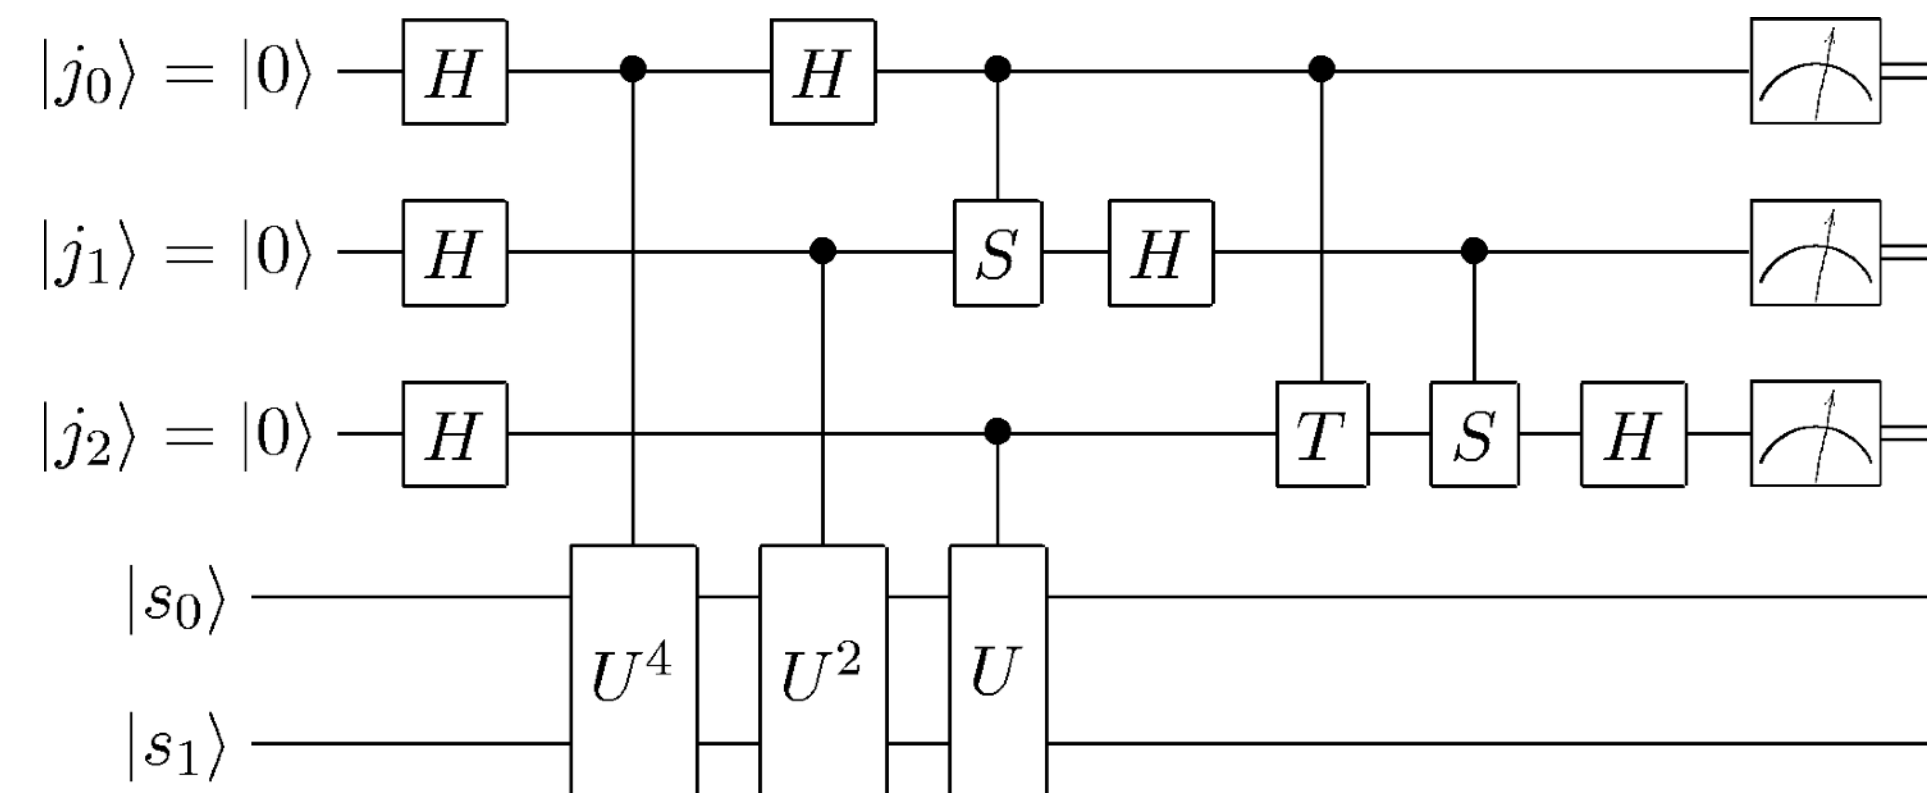 |j₀⟩ = |0⟩ H H
|j₁⟩ = |0⟩ H S H
|j₂⟩ = |0⟩ H T S H
|s₀⟩
U⁴ U² U
|s₁⟩